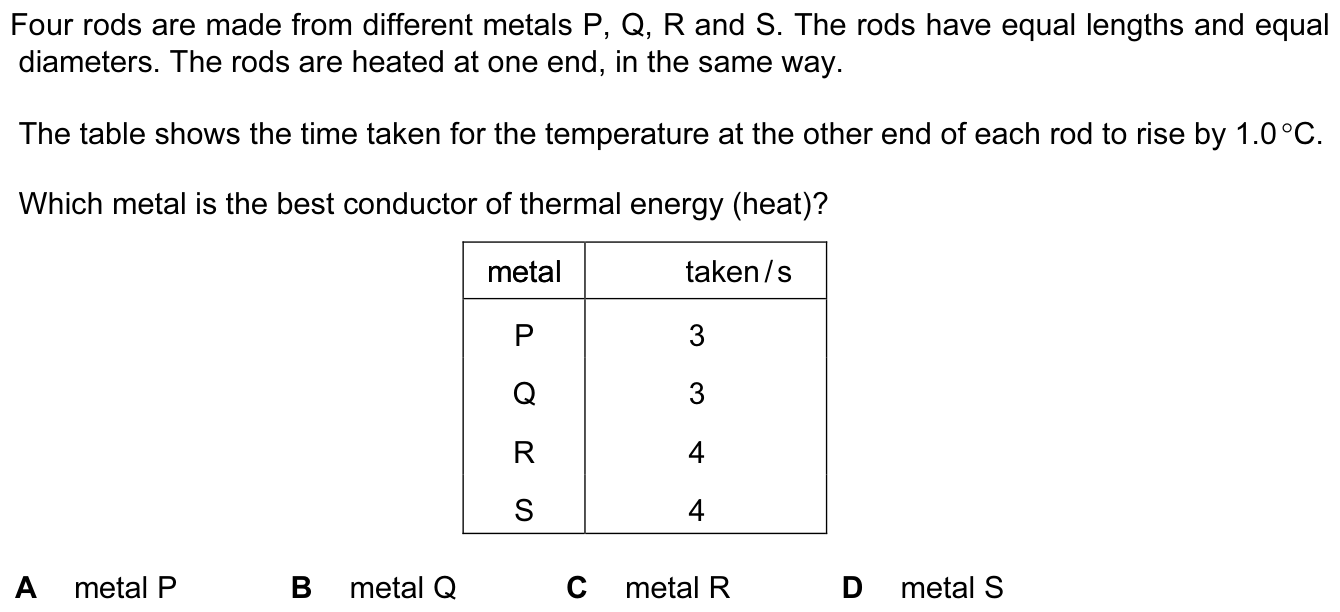 Four rods are made from different metals P, Q, R and S. The rods have equal lengths and equal
diameters. The rods are heated at one end, in the same way.
The table shows the time taken for the temperature at the other end of each rod to rise by 1.0 °C.
Which metal is the best conductor of thermal energy (heat)?
metal taken / s
P 3
Q 3
R 4
S 4
A metal P B metal Q C metal R D metal S